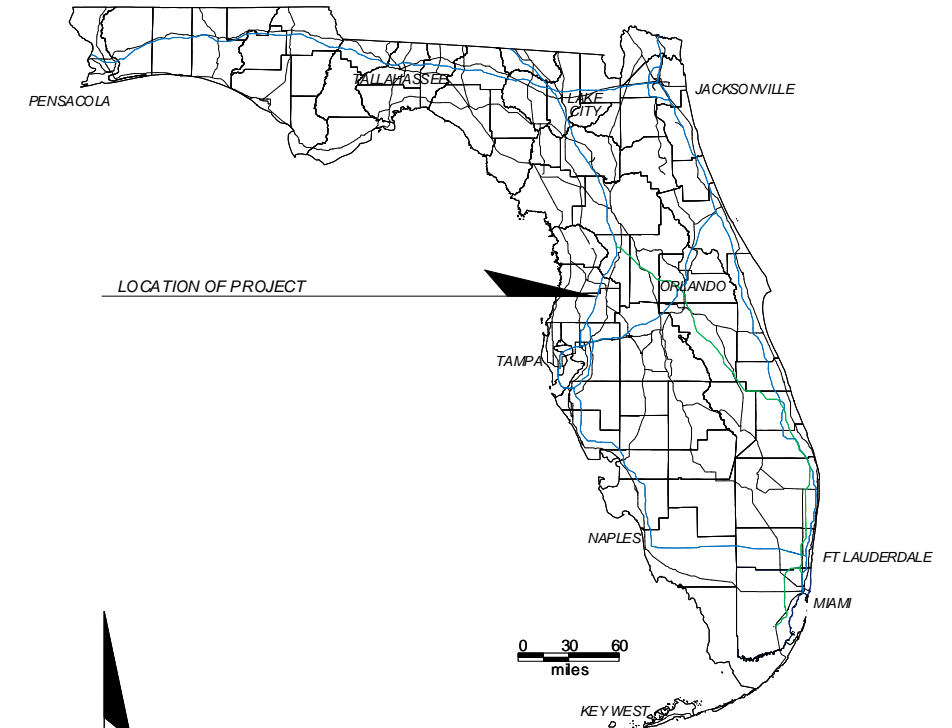 TALLAHASSEE
PENSACOLA
JACKSONVILLE
LAKE
CITY
LOCATION OF PROJECT
ORLANDO
TAMPA
NAPLES
FT LAUDERDALE
MIAMI
0 30 60
miles
KEY WEST